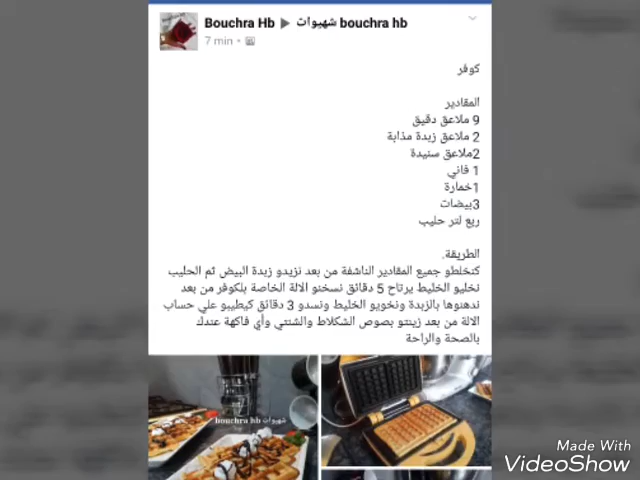 Bouchra Hb ▶ شهيوات bouchra hb
7 min
كوفر
المقادير
9 ملاعق دقيق
2 ملاعق زبدة مذابة
2ملاعق سنيدة
1 فاني
1خمارة
3بيضات
ربع لتر حليب
الطريقة.
كنخلطو جميع المقادير الناشفة من بعد نزيدو زبدة البيض ثم الحليب
نخليو الخليط يرتاح 5 دقائق نسخنو الالة الخاصة بلكوفر من بعد
ندهنوها بالزبدة ونخويو الخليط ونسدو 3 دقائق كيطيبو علي حساب
الالة من بعد زينتو بصوص الشكلاط والشنتي وأي فاكهة عندك
بالصحة والراحة
شهيوات bouchra hb
Made With
VideoShow